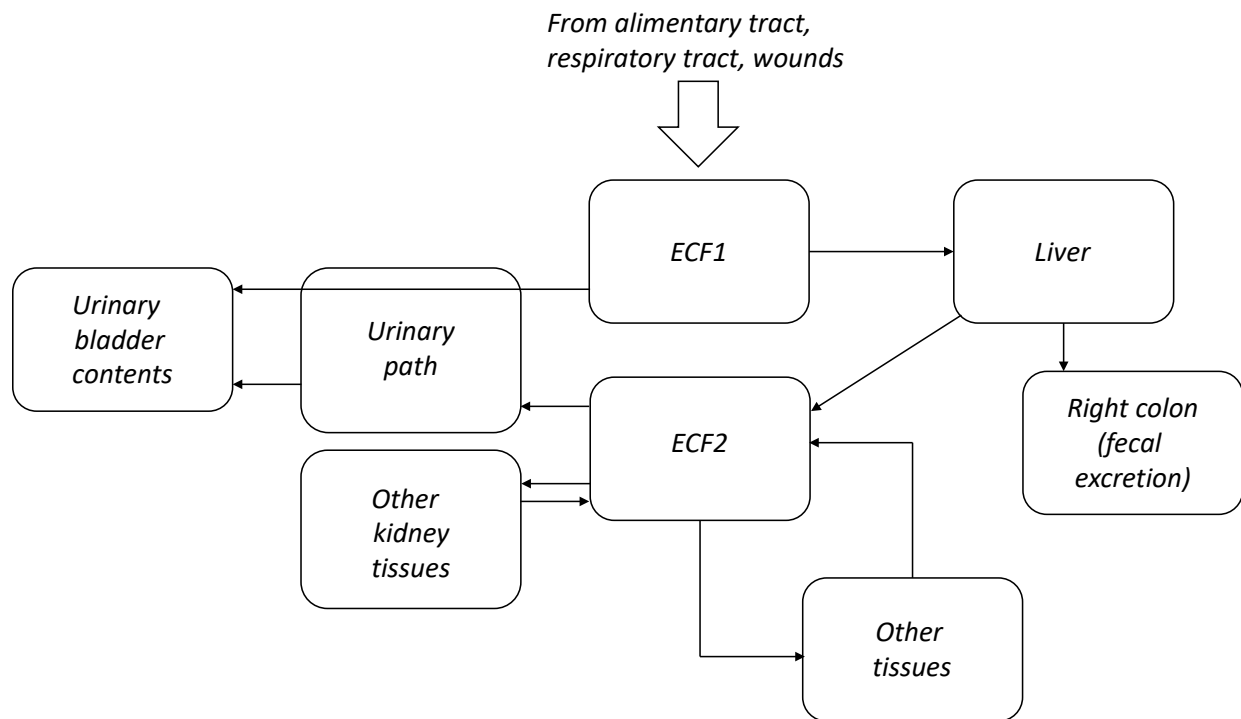 From alimentary tract,
respiratory tract, wounds
ECF1
Liver
Urinary
bladder
contents
Urinary
path
ECF2
Right colon
(fecal
excretion)
Other
kidney
tissues
Other
tissues